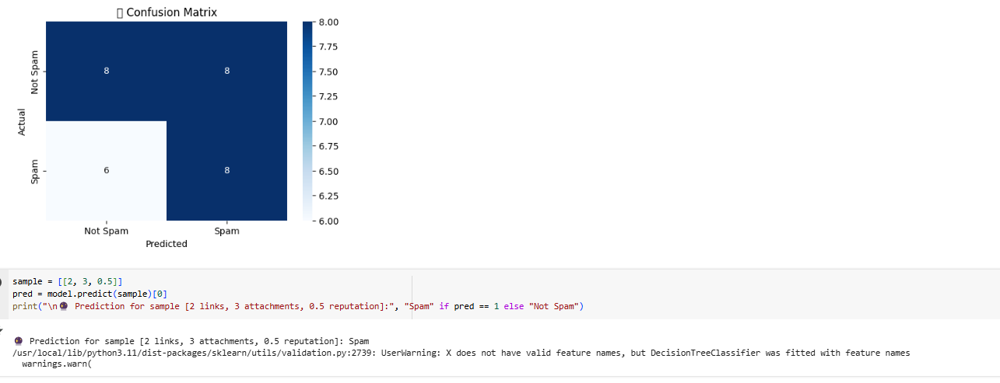 ▯ Confusion Matrix
8.00
7.75
7.50
7.25
7.00
6.75
6.50
6.25
6.00
Actual
Not Spam
Spam
8 8
6 8
Not Spam Spam
Predicted
sample = [[2, 3, 0.5]]
pred = model.predict(sample)[0]
print("\n🔮 Prediction for sample [2 links, 3 attachments, 0.5 reputation]:", "Spam" if pred == 1 else "Not Spam")
🔮 Prediction for sample [2 links, 3 attachments, 0.5 reputation]: Spam
/usr/local/lib/python3.11/dist-packages/sklearn/utils/validation.py:2739: UserWarning: X does not have valid feature names, but DecisionTreeClassifier was fitted with feature names
  warnings.warn(